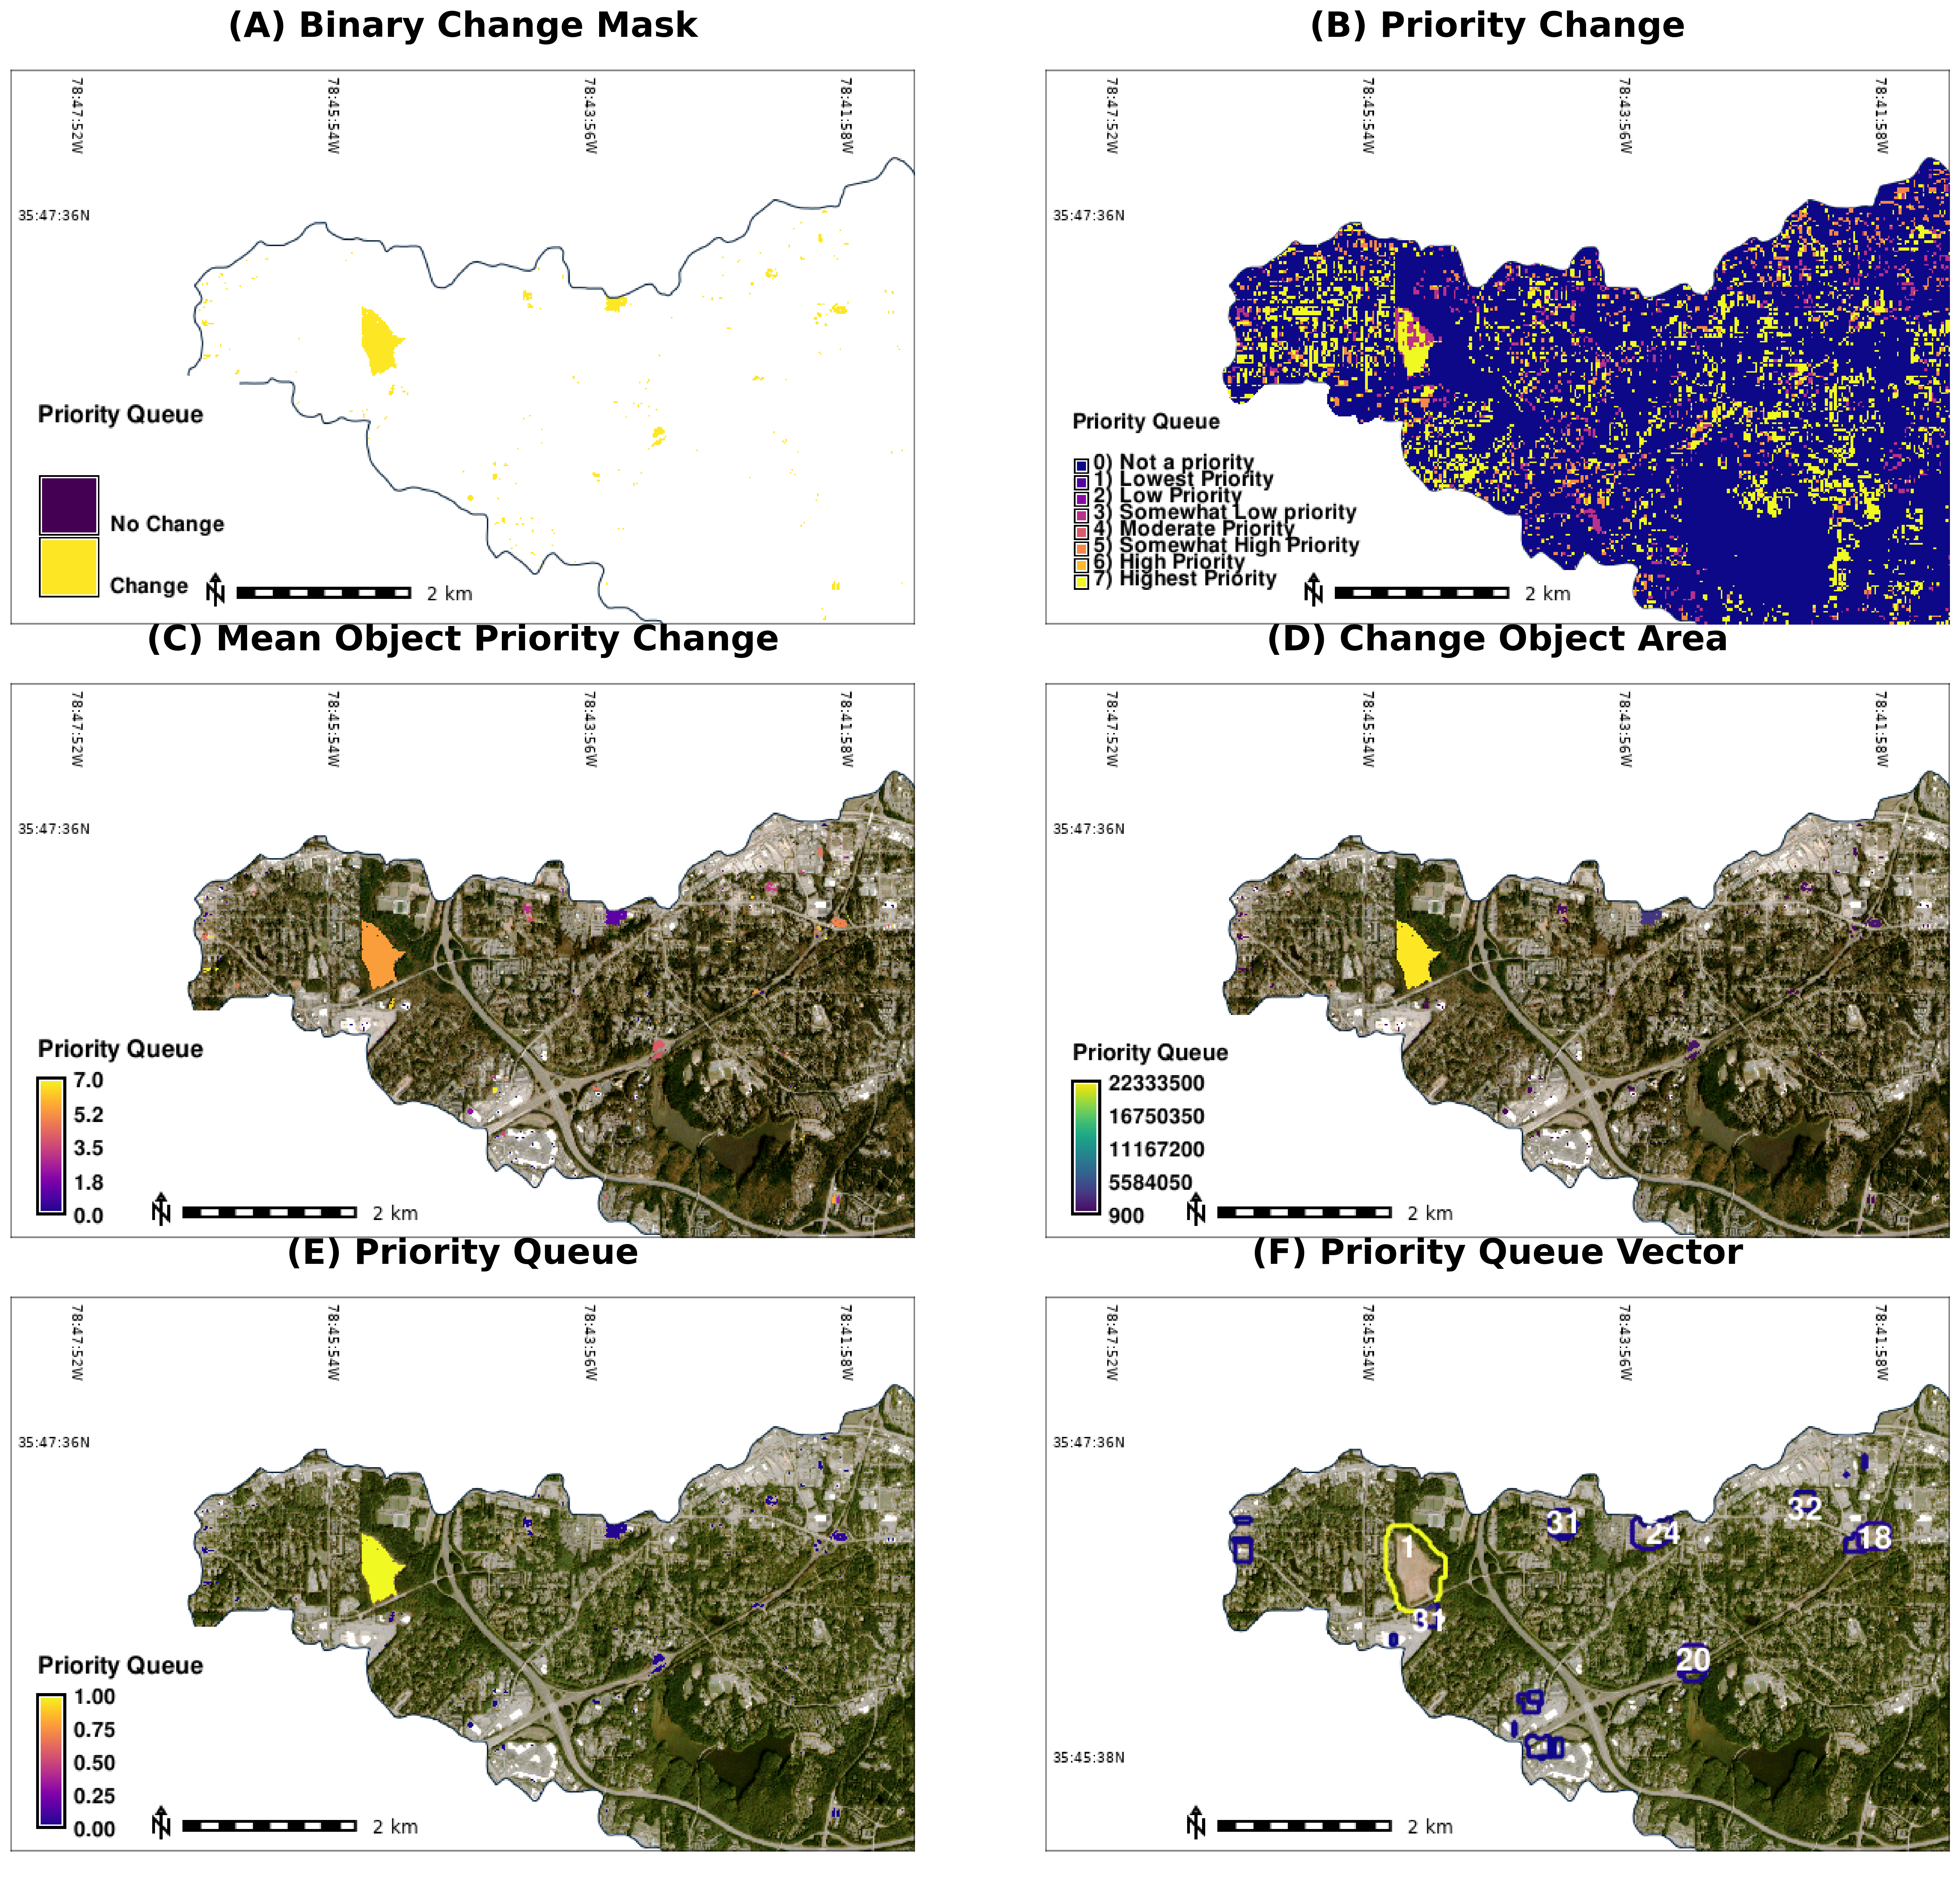 (A) Binary Change Mask
78:47:52W
78:45:54W
78:43:56W
78:41:58W
35:47:36N
Priority Queue
No Change
Change
N
2 km
(B) Priority Change
78:47:52W
78:45:54W
78:43:56W
78:41:58W
35:47:36N
Priority Queue
0) Not a priority
1) Lowest Priority
2) Low Priority
3) Somewhat Low priority
4) Moderate Priority
5) Somewhat High Priority
6) High Priority
7) Highest Priority
N
2 km
(C) Mean Object Priority Change
78:47:52W
78:45:54W
78:43:56W
78:41:58W
35:47:36N
Priority Queue
7.0
5.2
3.5
1.8
0.0
N
2 km
(D) Change Object Area
78:47:52W
78:45:54W
78:43:56W
78:41:58W
35:47:36N
Priority Queue
22333500
16750350
11167200
5584050
900
N
2 km
(E) Priority Queue
78:47:52W
78:45:54W
78:43:56W
78:41:58W
35:47:36N
Priority Queue
1.00
0.75
0.50
0.25
0.00
N
2 km
(F) Priority Queue Vector
78:47:52W
78:45:54W
78:43:56W
78:41:58W
35:47:36N
32
31
24
18
1
31
20
35:45:38N
N
2 km